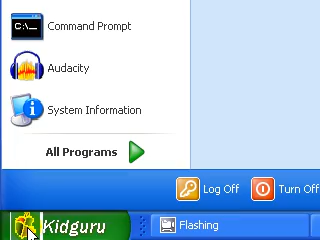 C:\_
Command Prompt
Audacity
System Information
All Programs
Log Off
Turn Off
Kidguru
Flashing